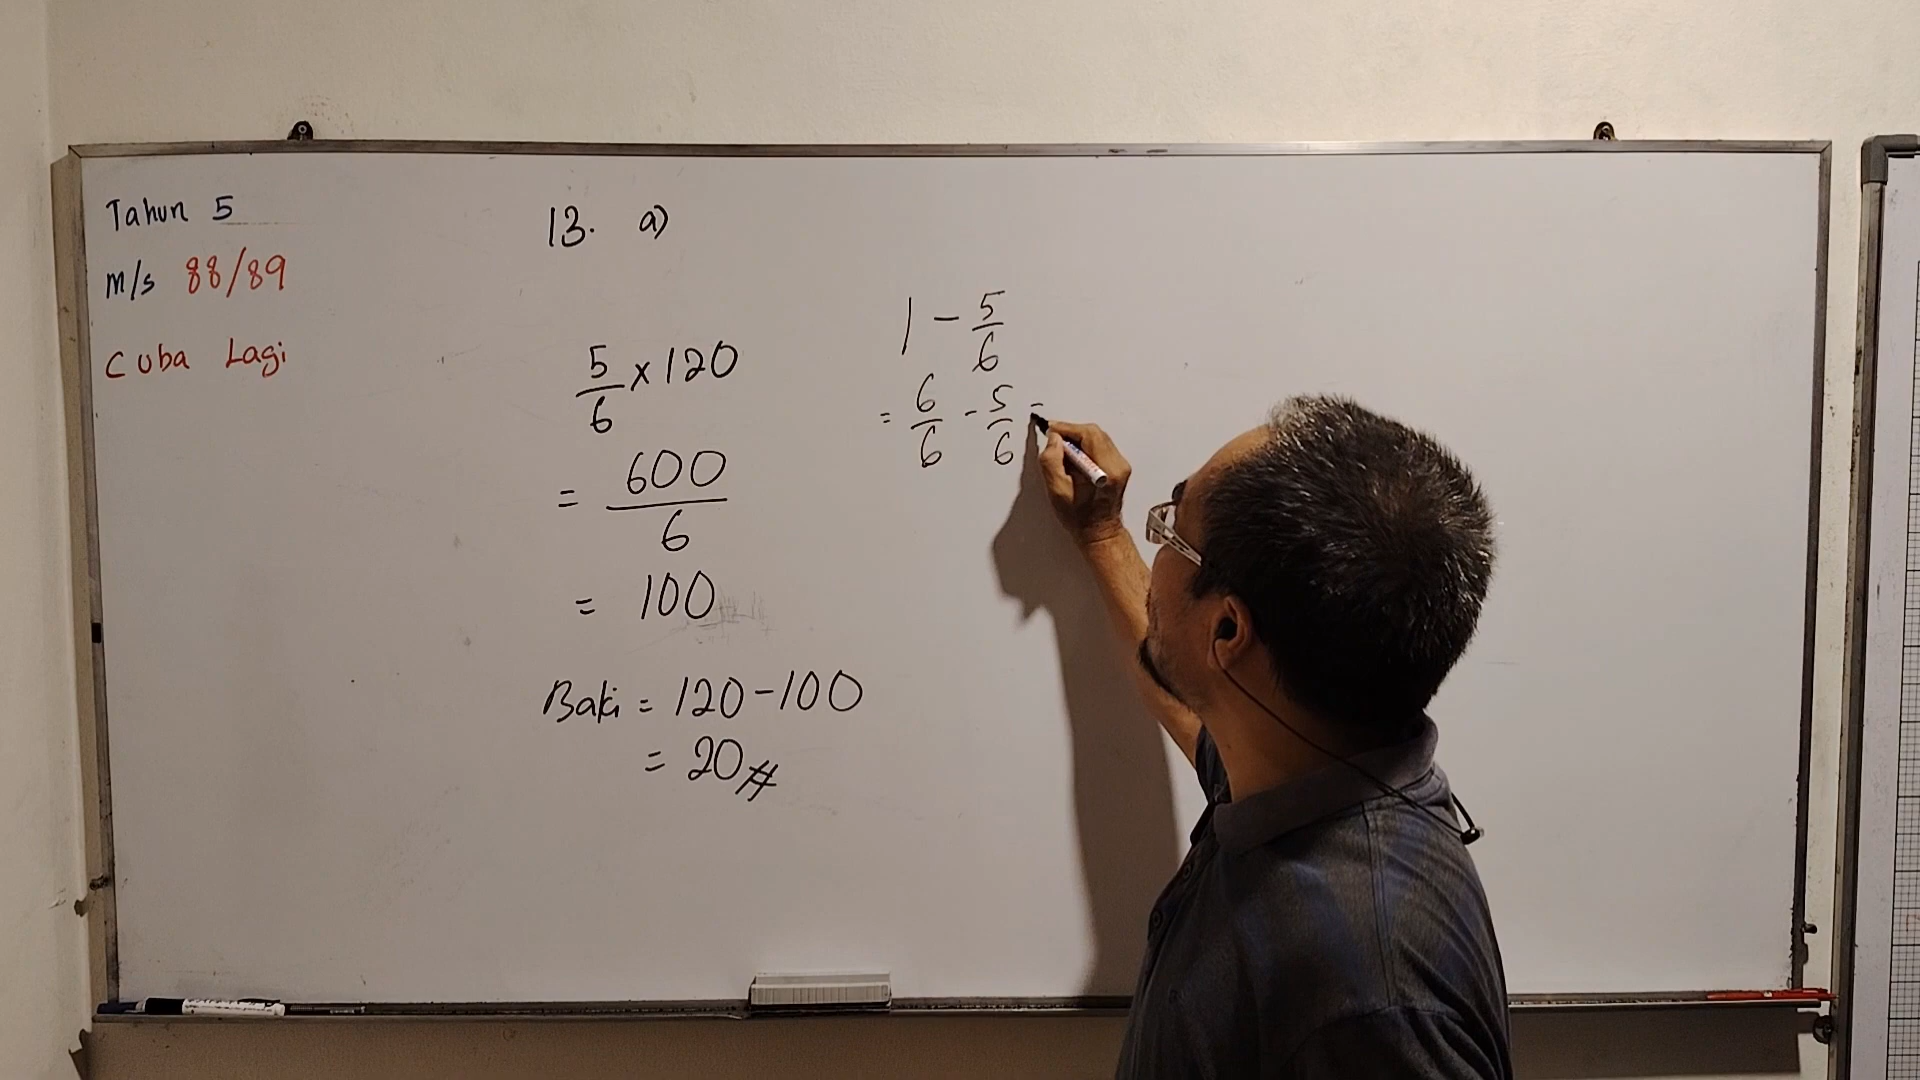 Tahun 5
m/s 88/89
Cuba Lagi
13. a)
5/6 x 120
= 600/6
= 100
Baki = 120 - 100
= 20 #
1 - 5/6
= 6/6 - 5/6 =